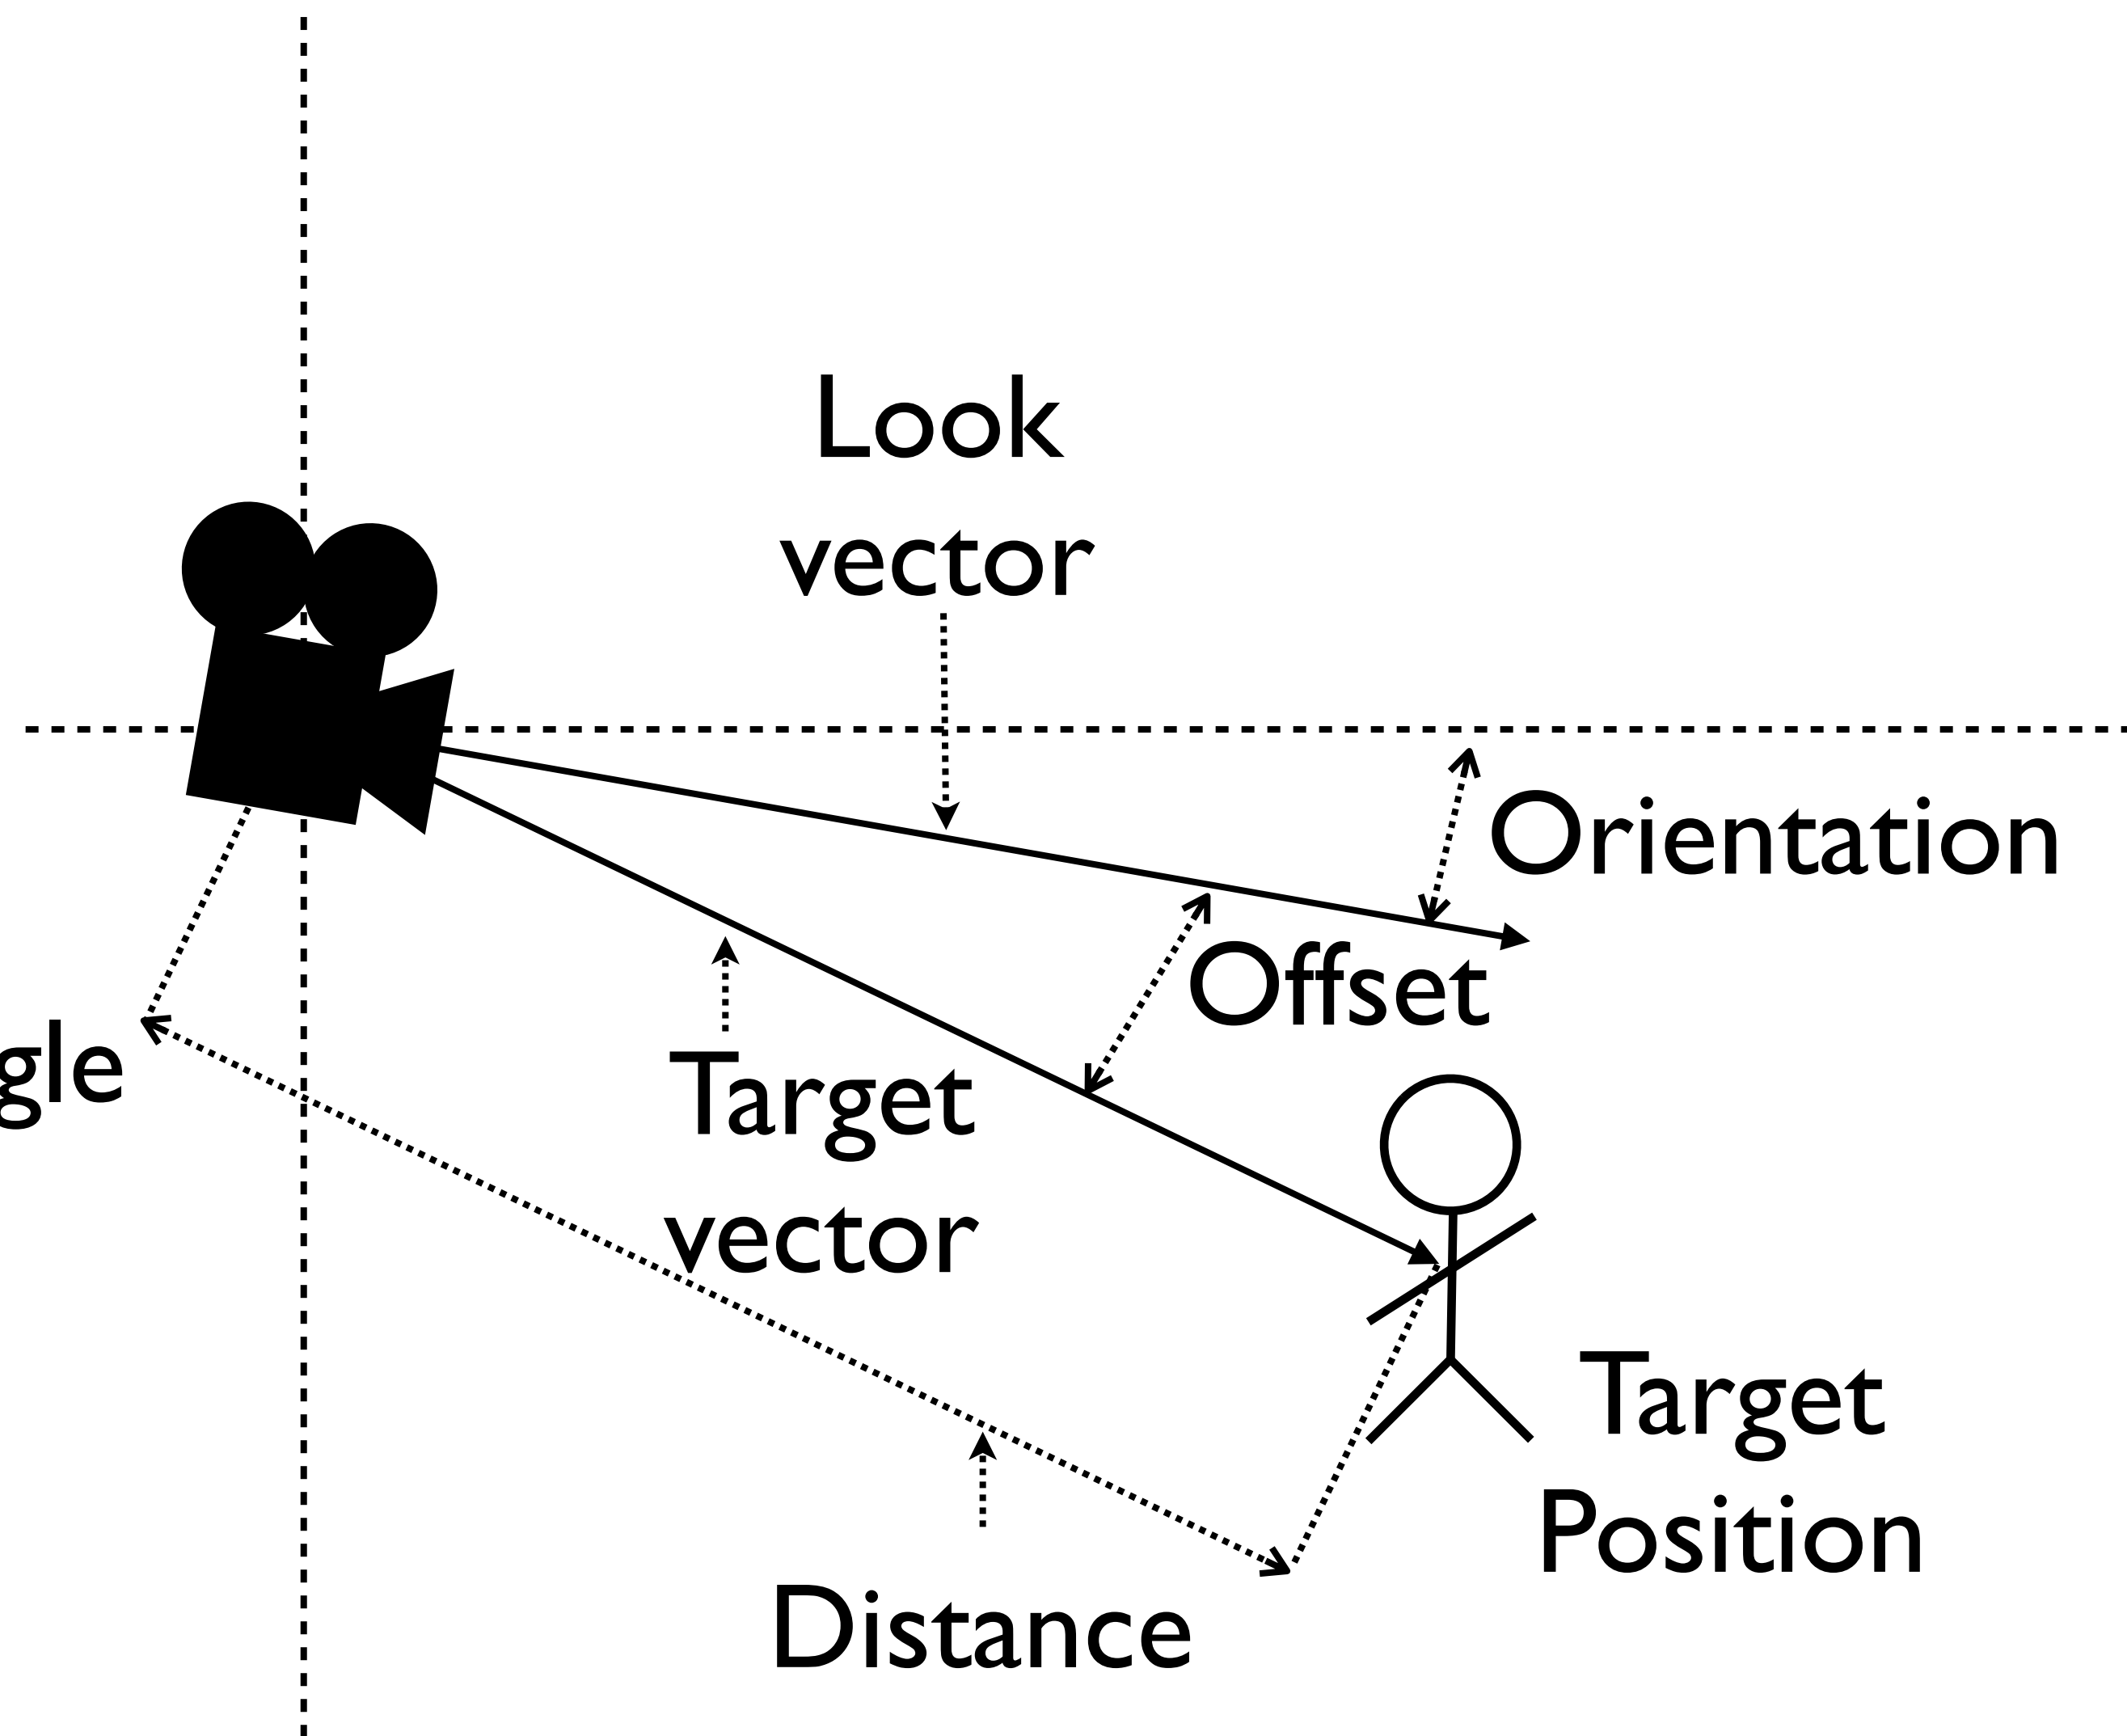 Look
vector
Orientation
Offset
gle
Target
vector
Target
Position
Distance